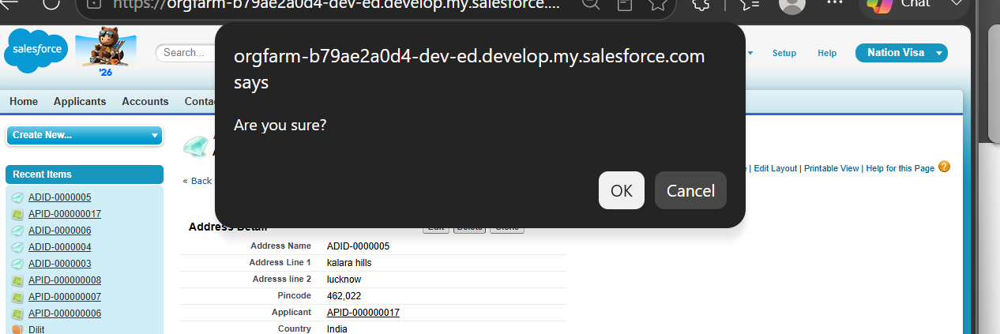 https://orgfarm-b79ae2a0d4-dev-ed.develop.my.salesforce....
Chat
salesforce
'26
Search...
Setup
Help
Nation Visa
orgfarm-b79ae2a0d4-dev-ed.develop.my.salesforce.com
says
Are you sure?
OK
Cancel
Home Applicants Accounts Conta
Create New...
Recent Items
ADID-0000005
APID-000000017
ADID-0000006
ADID-0000004
ADID-0000003
APID-000000008
APID-000000007
APID-000000006
Dilit
| Edit Layout | Printable View | Help for this Page ?
« Back
Address Detail
Edit Delete Clone
Address Name ADID-0000005
Address Line 1 kalara hills
Adresss line 2 lucknow
Pincode 462,022
Applicant APID-000000017
Country India